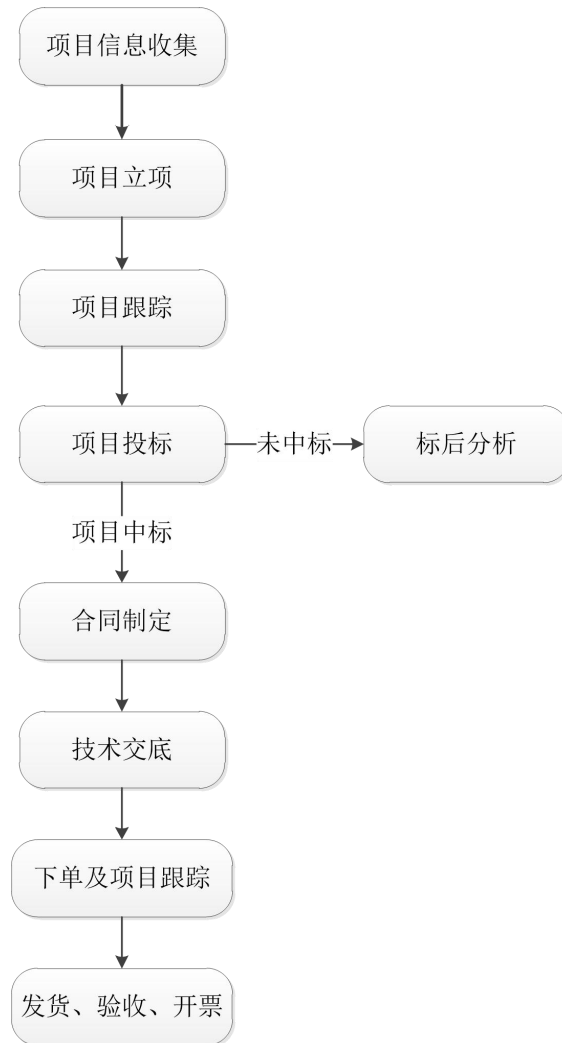 项目信息收集
项目立项
项目跟踪
项目投标
未中标
标后分析
项目中标
合同制定
技术交底
下单及项目跟踪
发货、验收、开票